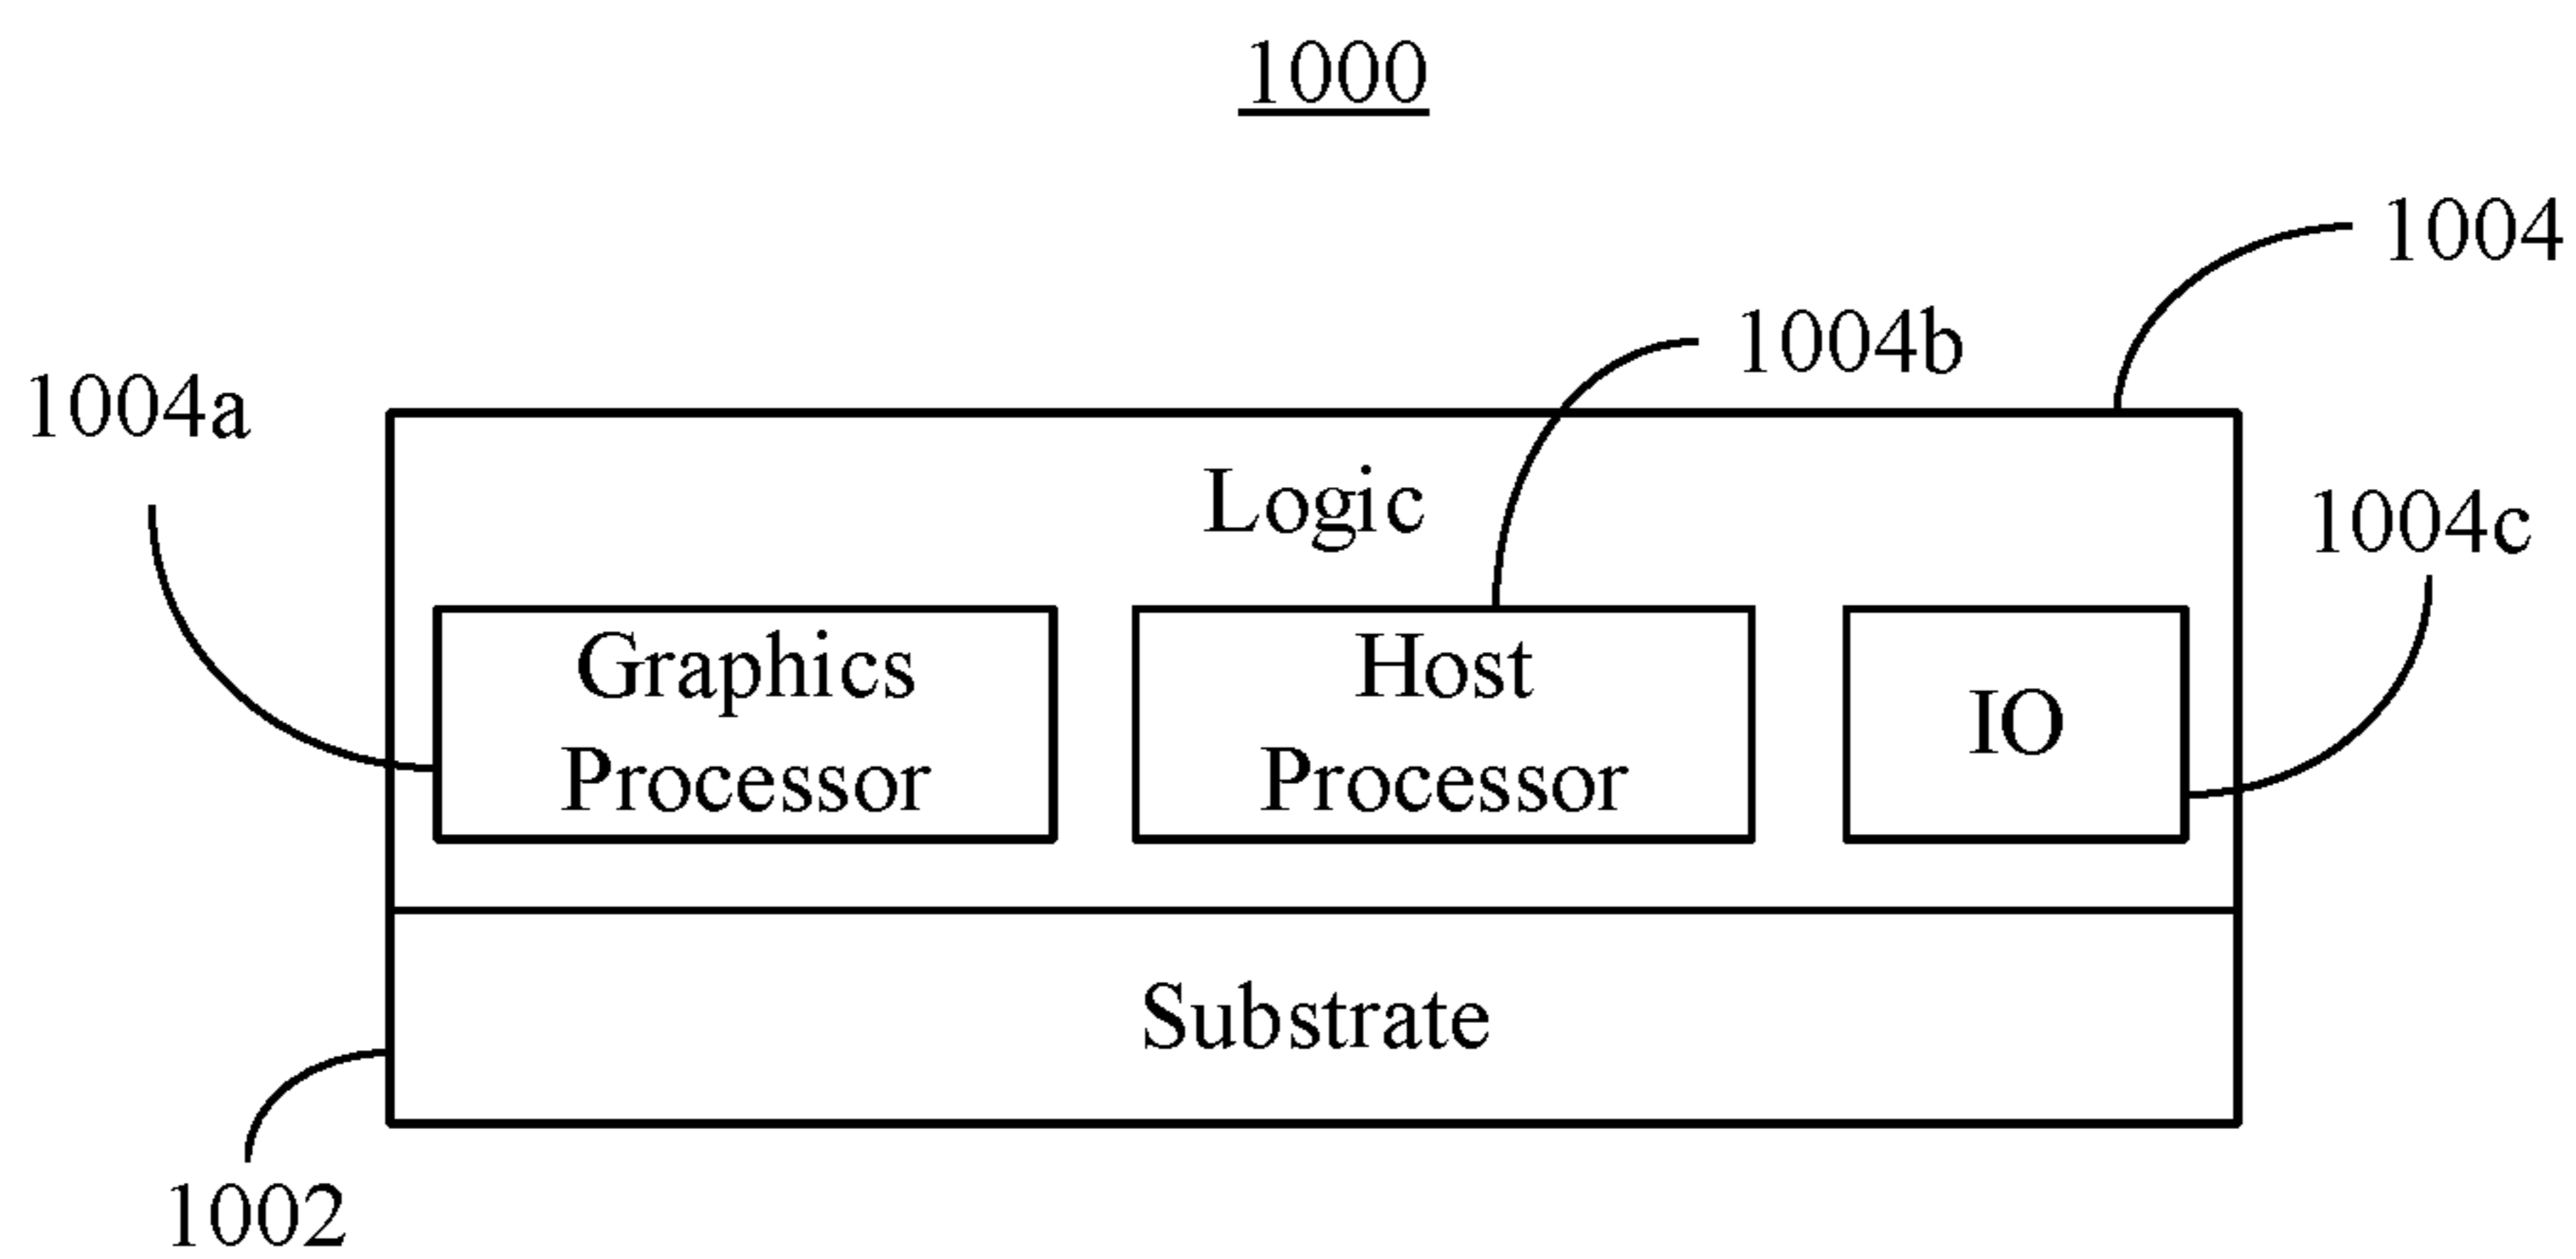 1000
1004
1004b
1004a
Logic
1004c
Graphics
Processor
Host
Processor
IO
Substrate
1002